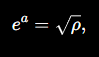 e^a = √ρ,